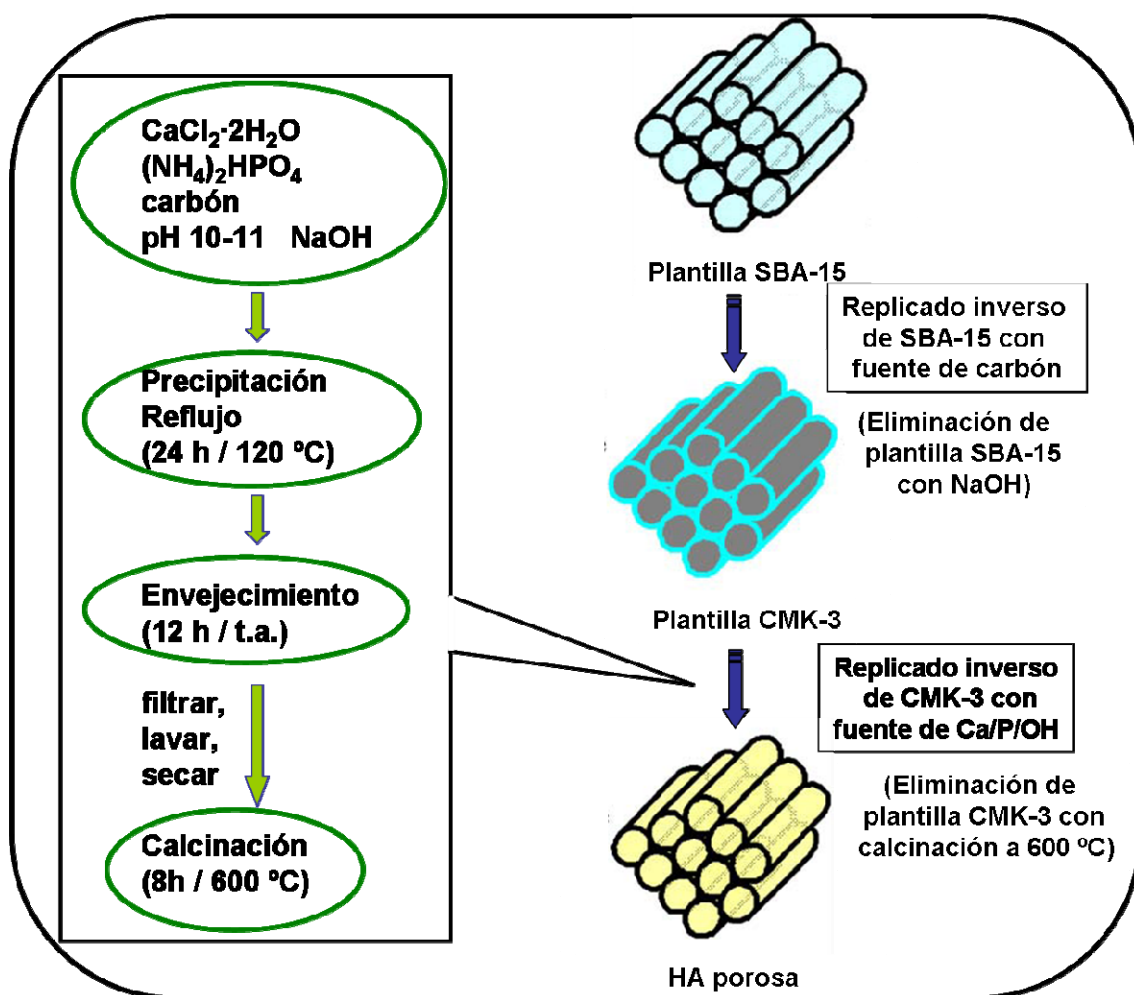 CaCl₂·2H₂O
(NH₄)₂HPO₄
carbón
pH 10-11   NaOH
Precipitación
Reflujo
(24 h / 120 ºC)
Envejecimiento
(12 h / t.a.)
filtrar,
lavar,
secar
Calcinación
(8h / 600 ºC)
Plantilla SBA-15
Replicado inverso
de SBA-15 con
fuente de carbón
(Eliminación de
plantilla SBA-15
con NaOH)
Plantilla CMK-3
Replicado inverso
de CMK-3 con
fuente de Ca/P/OH
(Eliminación de
plantilla CMK-3 con
calcinación a 600 ºC)
HA porosa